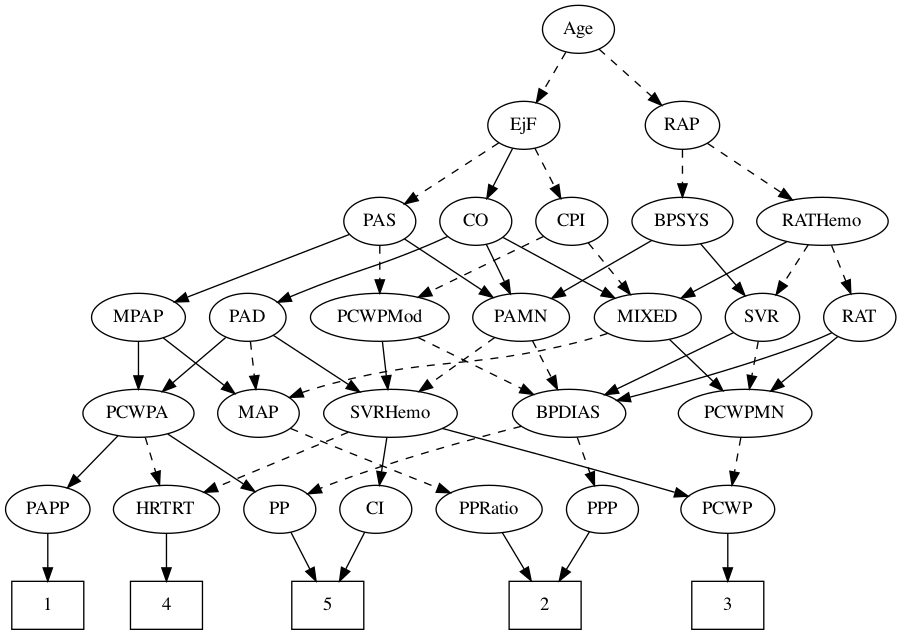 Age
EjF
RAP
PAS
CO
CPI
BPSYS
RATHemo
MPAP
PAD
PCWPMod
PAMN
MIXED
SVR
RAT
PCWPA
MAP
SVRHemo
BPDIAS
PCWPMN
PAPP
HRTRT
PP
CI
PPRatio
PPP
PCWP
1
4
5
2
3